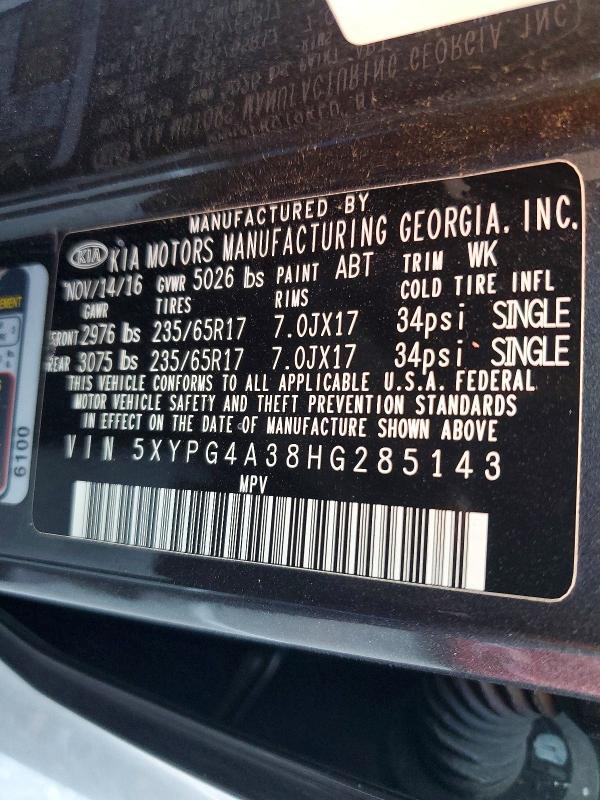 MANUFACTURED BY
KIA KIA MOTORS MANUFACTURING GEORGIA. INC.
NOV/14/16 GVWR 5026 lbs PAINT ABT TRIM WK
GAWR TIRES RIMS COLD TIRE INFL
FRONT 2976 lbs 235/65R17 7.0JX17 34psi SINGLE
REAR 3075 lbs 235/65R17 7.0JX17 34psi SINGLE
THIS VEHICLE CONFORMS TO ALL APPLICABLE U.S.A. FEDERAL
MOTOR VEHICLE SAFETY AND THEFT PREVENTION STANDARDS
IN EFFECT ON THE DATE OF MANUFACTURE SHOWN ABOVE
VIN 5XYPG4A38HG285143
MPV
6100